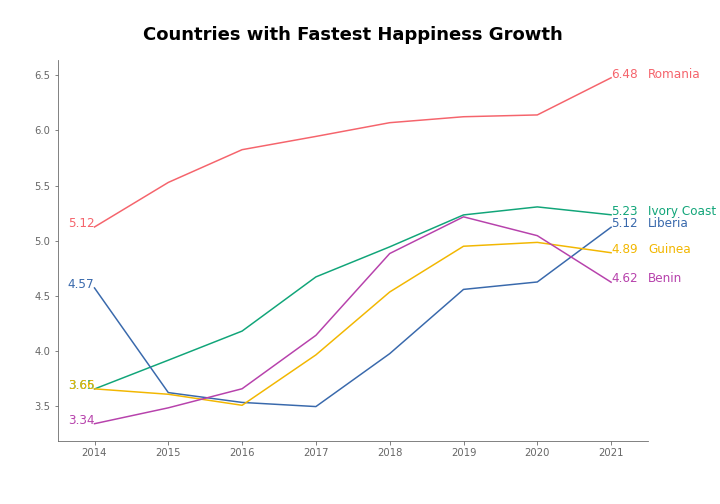 Countries with Fastest Happiness Growth
6.5
6.48 Romania
6.0
5.5
5.23 Ivory Coast
5.12
5.12 Liberia
5.0
4.89 Guinea
4.57
4.62 Benin
4.5
4.0
3.65
3.5
3.34
2014 2015 2016 2017 2018 2019 2020 2021